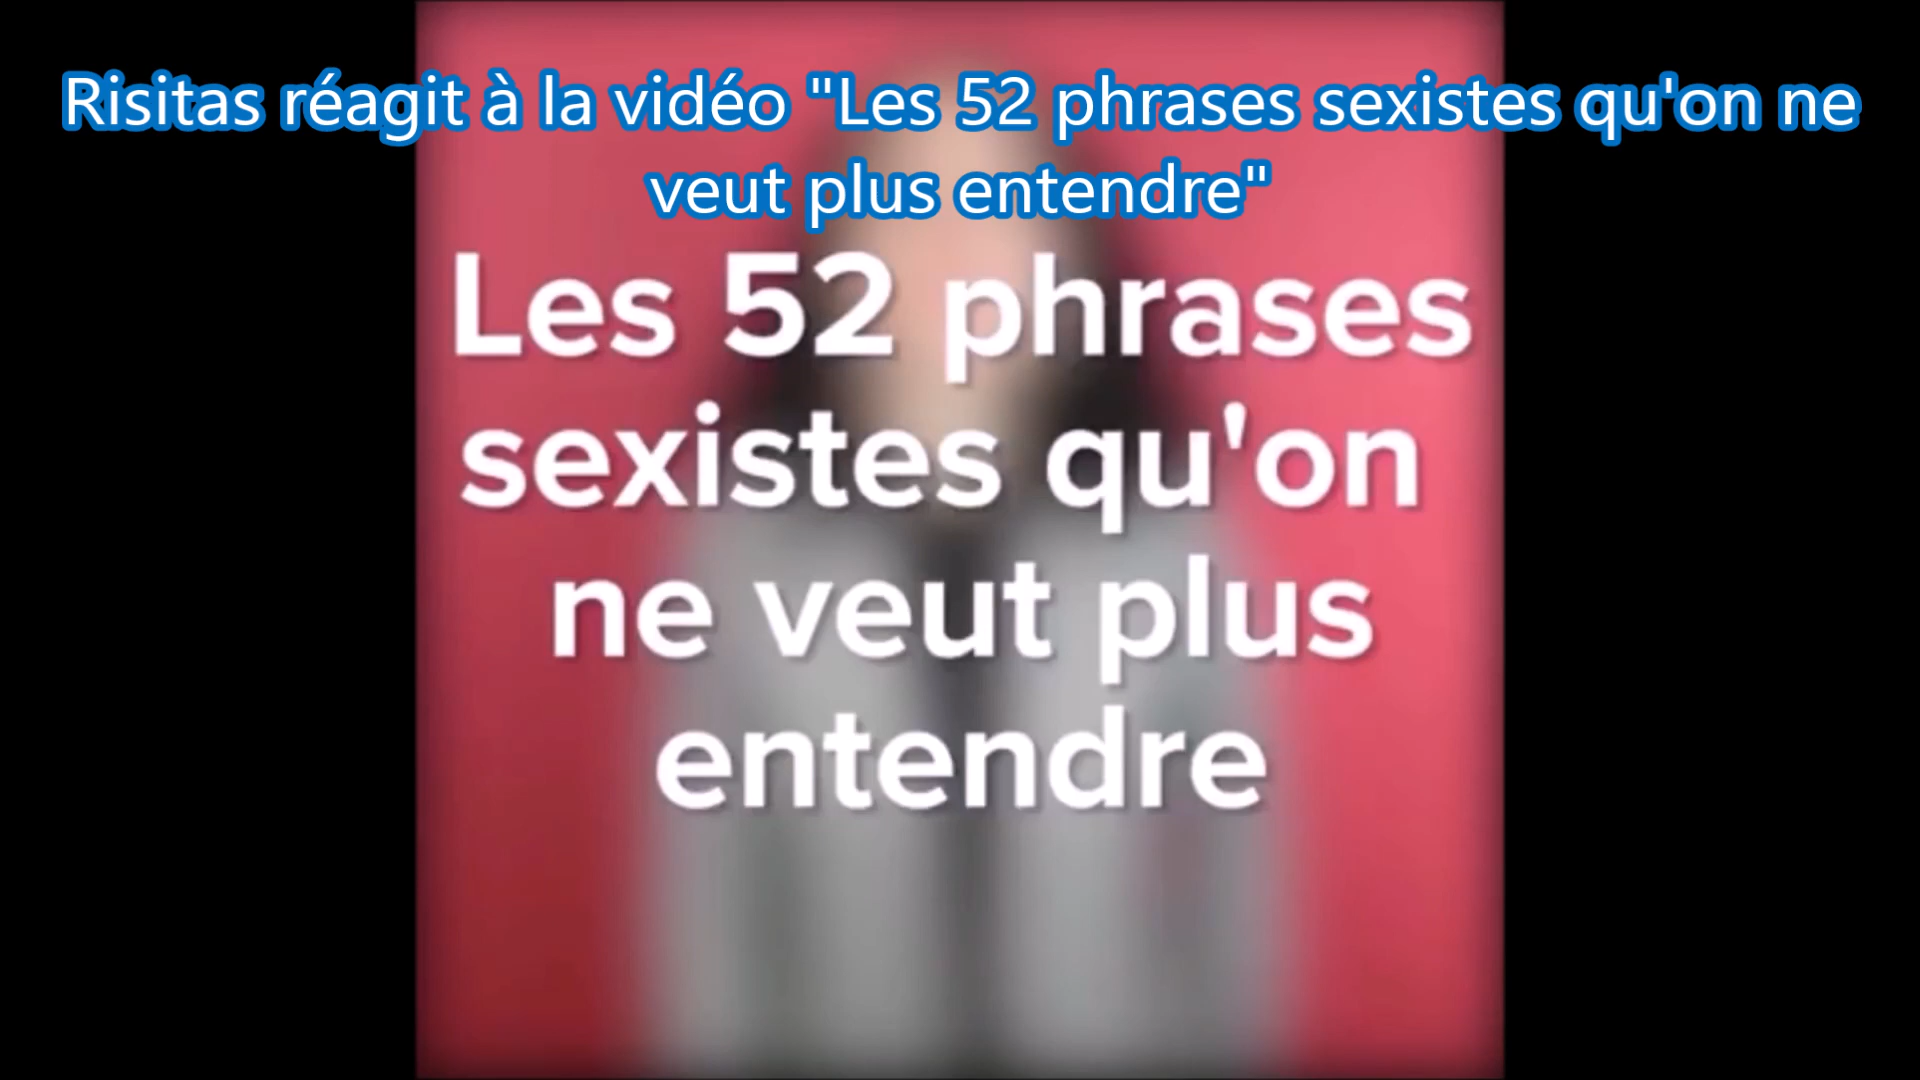 Risitas réagit à la vidéo "Les 52 phrases sexistes qu'on ne
veut plus entendre"
Les 52 phrases
sexistes qu'on
ne veut plus
entendre